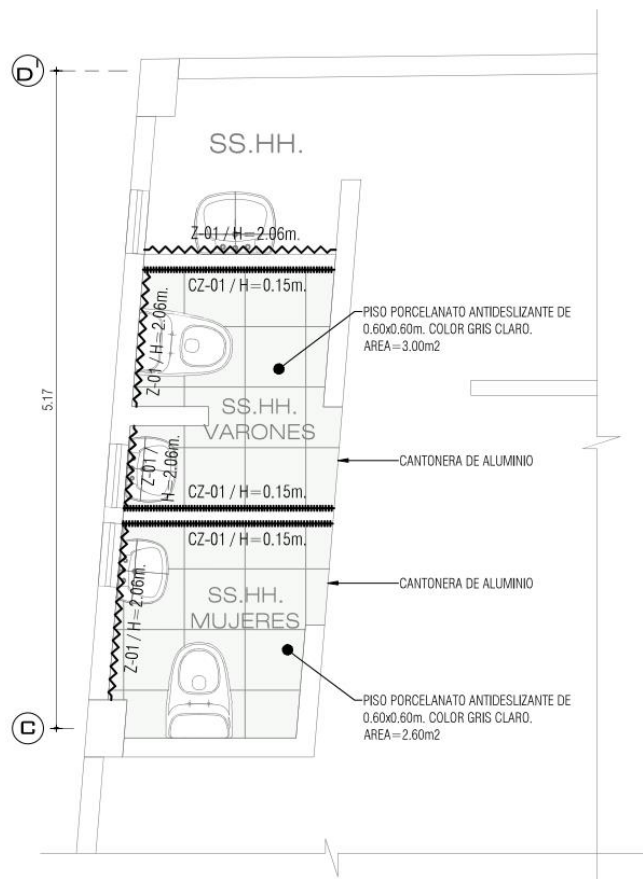 D'
SS.HH.
Z-01 / H=2.06m.
CZ-01 / H=0.15m.
Z-01 / H=2.06m.
PISO PORCELANATO ANTIDESLIZANTE DE
0.60x0.60m. COLOR GRIS CLARO.
AREA=3.00m2
5.17
SS.HH.
VARONES
Z-01 /
H=2.06m.
CANTONERA DE ALUMINIO
CZ-01 / H=0.15m.
CZ-01 / H=0.15m.
CANTONERA DE ALUMINIO
Z-01 / H=2.06m.
SS.HH.
MUJERES
PISO PORCELANATO ANTIDESLIZANTE DE
0.60x0.60m. COLOR GRIS CLARO.
AREA=2.60m2
C